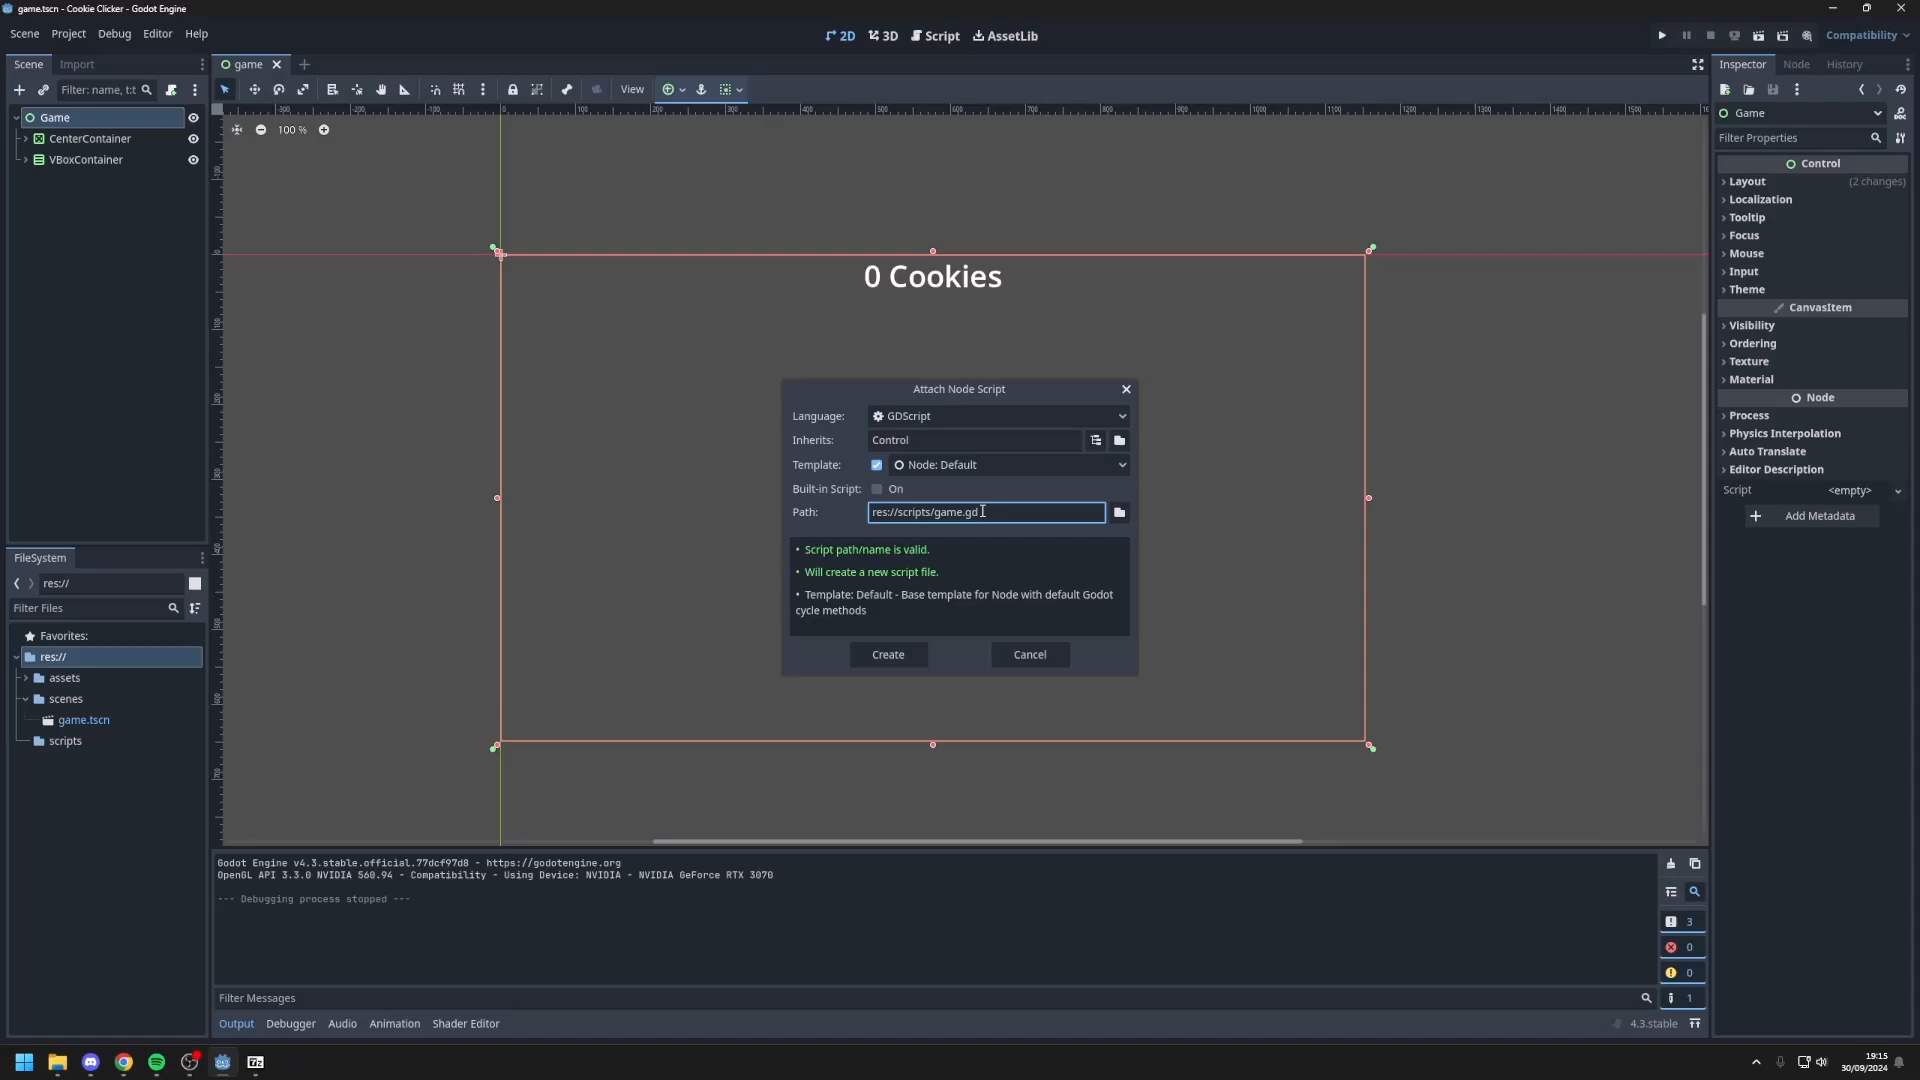 game.tscn - Cookie Clicker - Godot Engine
Scene Project Debug Editor Help
2D 3D Script AssetLib
Compatibility
Scene Import
game
Inspector Node History
Filter: name, t:t
View
Game
Game
100 %
Filter Properties
CenterContainer
VBoxContainer
Control
Layout (2 changes)
Localization
Tooltip
Focus
Mouse
Input
Theme
CanvasItem
Visibility
Ordering
Texture
Material
Node
Process
Physics Interpolation
Auto Translate
Editor Description
Script <empty>
Add Metadata
0 Cookies
Attach Node Script
Language: GDScript
Inherits: Control
Template: Node: Default
Built-in Script: On
Path: res://scripts/game.gd
• Script path/name is valid.
• Will create a new script file.
• Template: Default - Base template for Node with default Godot
cycle methods
Create Cancel
FileSystem
res://
Filter Files
Favorites:
res://
assets
scenes
game.tscn
scripts
Godot Engine v4.3.stable.official.77dcf97d8 - https://godotengine.org
OpenGL API 3.3.0 NVIDIA 560.94 - Compatibility - Using Device: NVIDIA - NVIDIA GeForce RTX 3070
--- Debugging process stopped ---
3
0
0
1
Filter Messages
Output Debugger Audio Animation Shader Editor
4.3.stable
19:15
30/09/2024